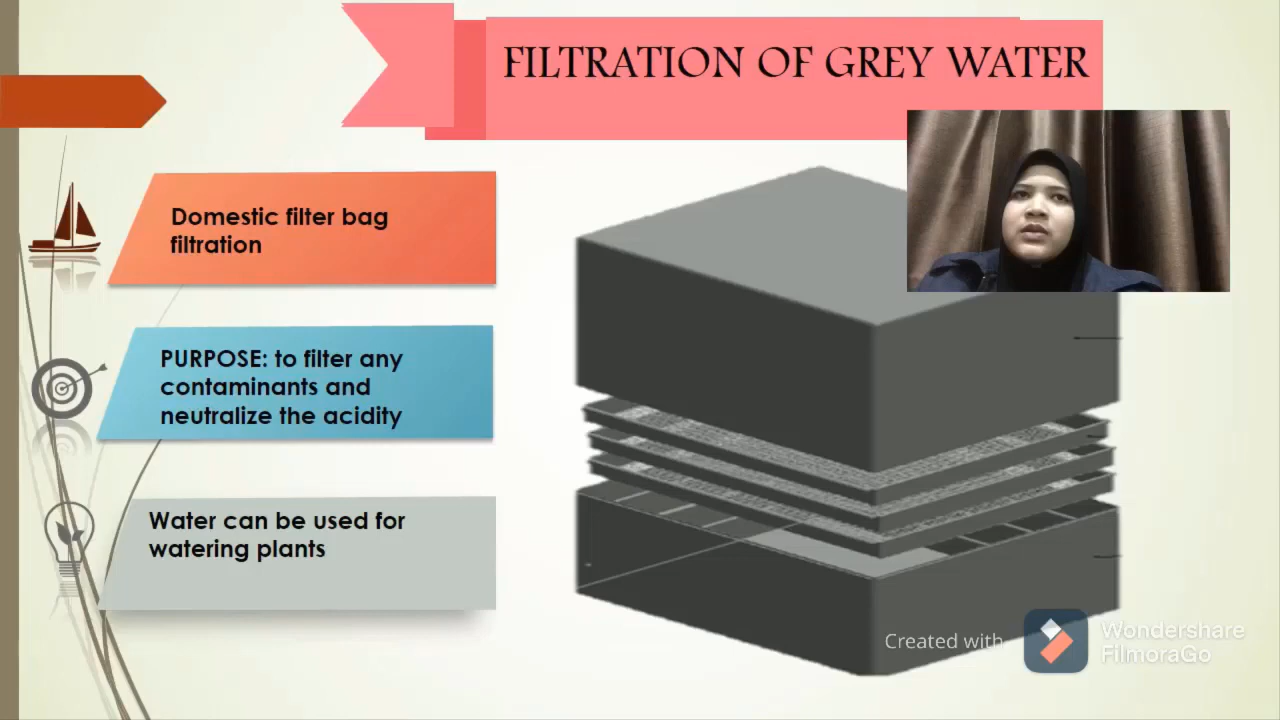 FILTRATION OF GREY WATER
Domestic filter bag
filtration
PURPOSE: to filter any
contaminants and
neutralize the acidity
Water can be used for
watering plants
Created with
Wondershare
FilmoraGo